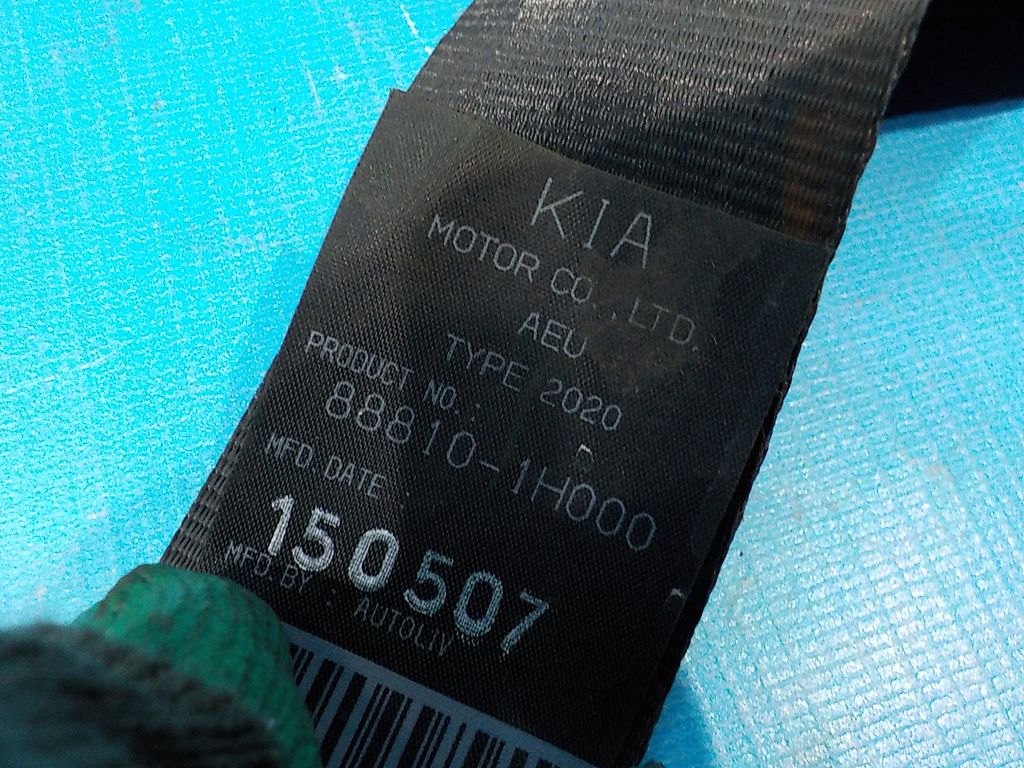 KIA
MOTOR CO., LTD.
AEU
TYPE 2020
PRODUCT NO.:
88810-1H000
MFD.DATE :
150507
MFD.BY : AUTOLIV